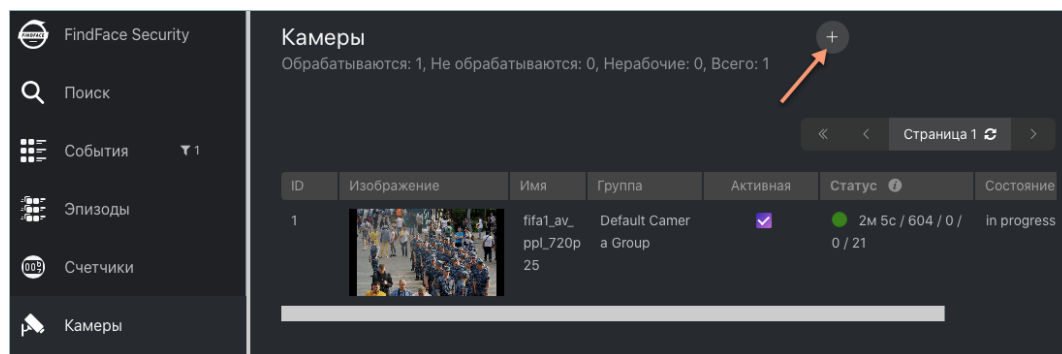 FindFace Security
Поиск
События 1
Эпизоды
Счетчики
Камеры
Камеры
Обрабатываются: 1, Не обрабатываются: 0, Нерабочие: 0, Всего: 1
« < Страница 1 >
ID Изображение Имя Группа Активная Статус Состояние
1 fifa1_av_ Default Camer 2м 5с / 604 / 0 / in progress
ppl_720p a Group 0 / 21
25